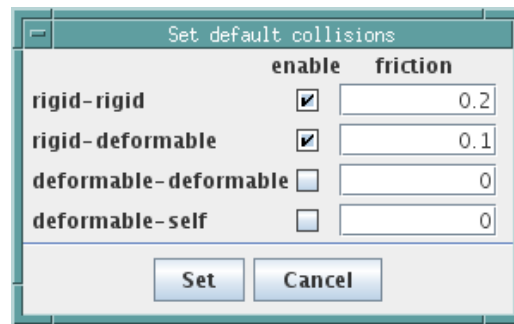 Set default collisions
enable friction
rigid-rigid 0.2
rigid-deformable 0.1
deformable-deformable 0
deformable-self 0
Set Cancel